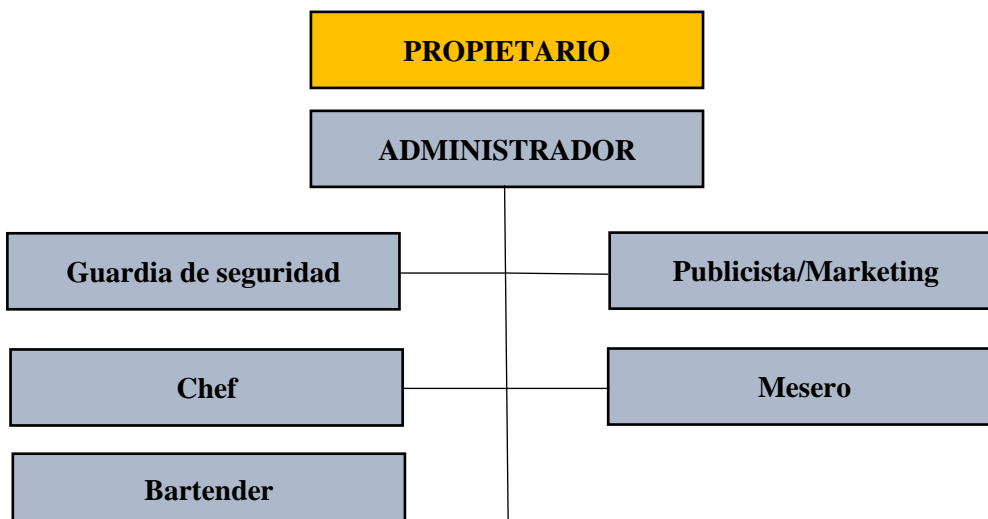 PROPIETARIO
ADMINISTRADOR
Guardia de seguridad
Publicista/Marketing
Chef
Mesero
Bartender